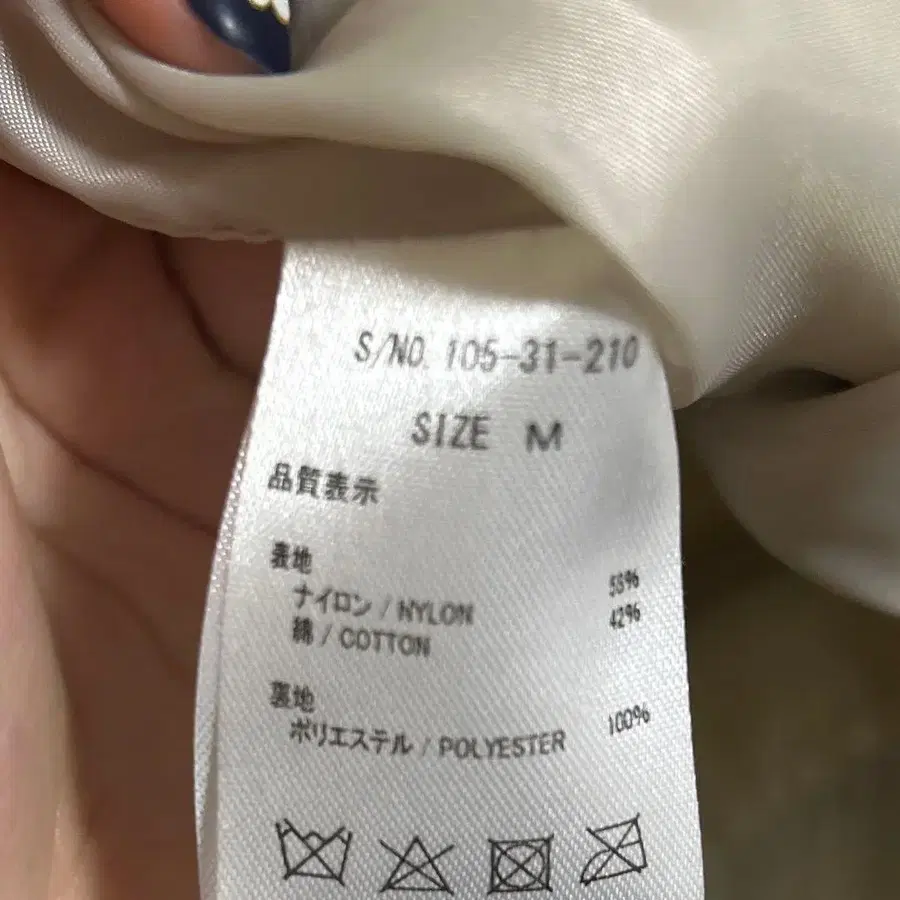 S/NO. 105-31-210
SIZE M
品質表示
表地
ナイロン / NYLON 58%
綿 / COTTON 42%
裏地
ポリエステル / POLYESTER 100%